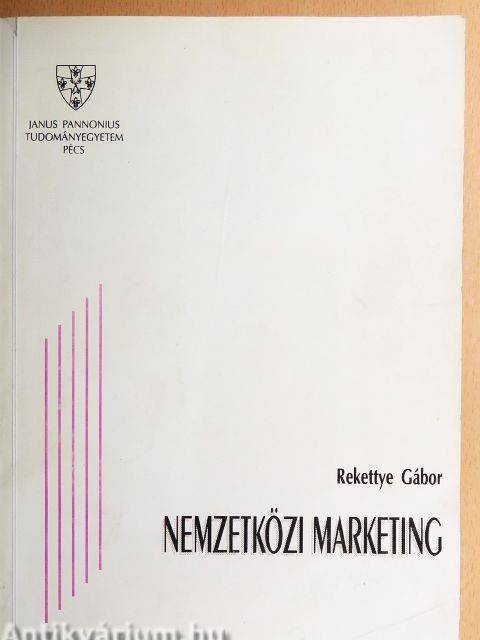 JANUS PANNONIUS
TUDOMÁNYEGYETEM
PÉCS
Rekettye Gábor
NEMZETKÖZI MARKETING
Antikvárium.hu